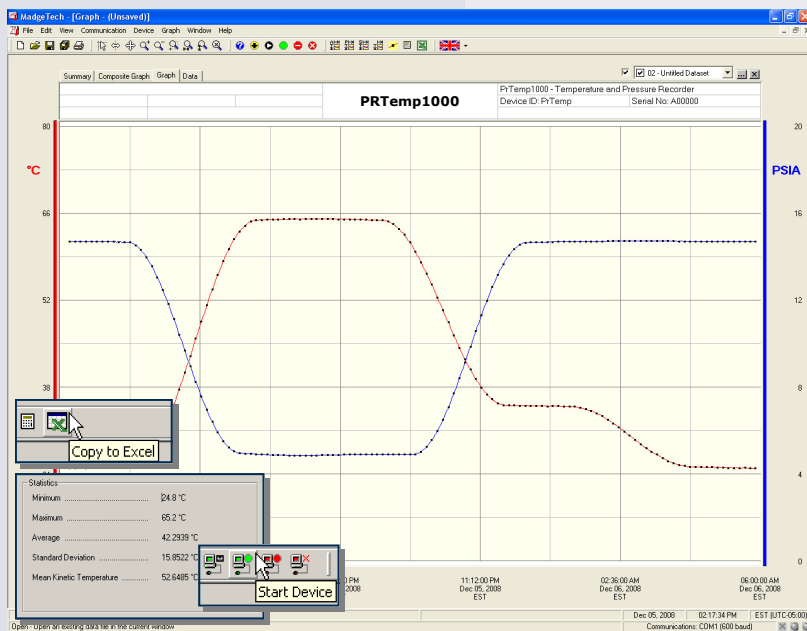 MadgeTech - [Graph - (Unsaved)]
File Edit View Communication Device Graph Window Help
Summary Composite Graph Graph Data
02 - Untitled Dataset
PRTemp1000
PrTemp1000 - Temperature and Pressure Recorder
Device ID: PrTemp Serial No: A00000
80 20
°C PSIA
66 16
52 12
38 8
Copy to Excel
4
Statistics
Minimum 24.8 °C
Maximum 65.2 °C
Average 42.2939 °C
Standard Deviation 15.8522 °C
Mean Kinetic Temperature 52.6485 °C
Start Device
0
PM 11:12:00 PM 02:36:00 AM 06:00:00 AM
2008 Dec 05, 2008 Dec 06, 2008 Dec 06, 2008
EST EST EST
Dec 05, 2008 02:17:34 PM EST (UTC-05:00)
Open - Open an existing data file in the current window Communications: COM1 (600 baud)